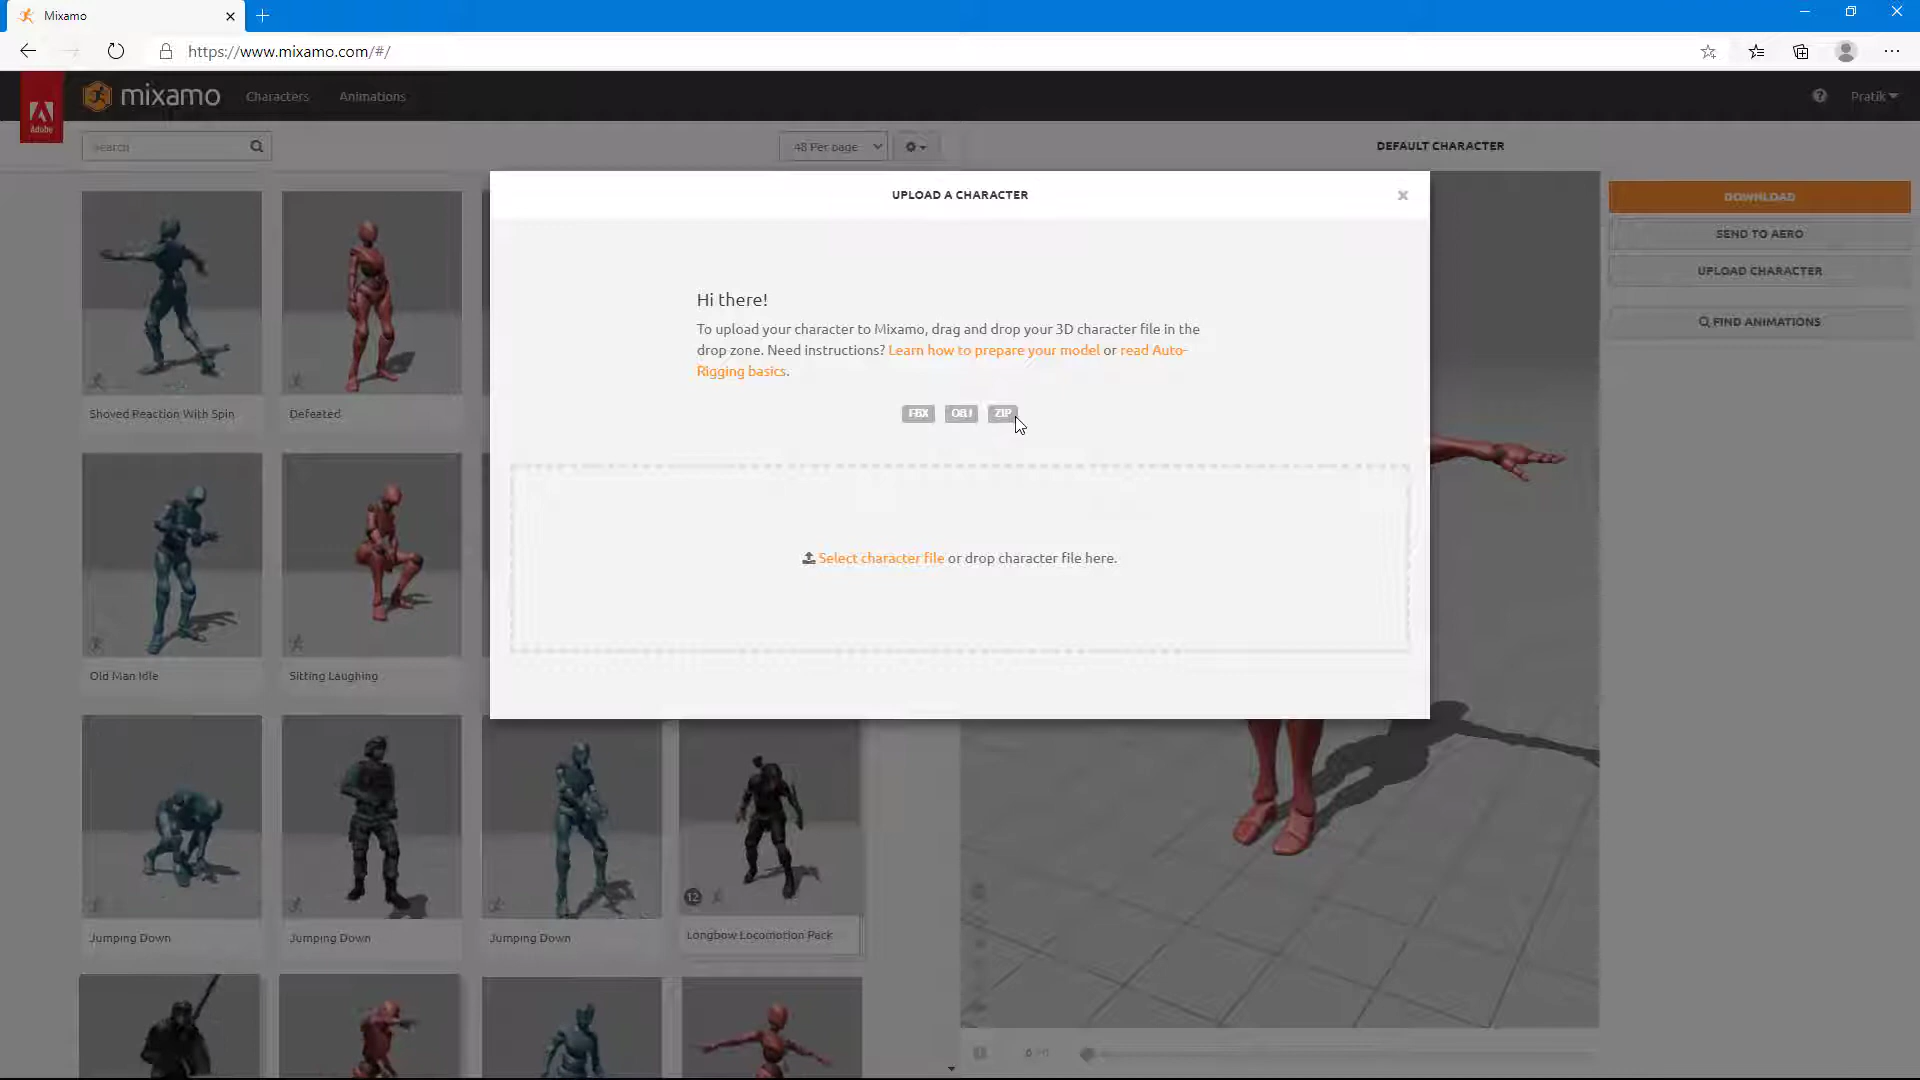 Mixamo
https://www.mixamo.com/#/
Adobe
mixamo
Characters
Animations
Pratik
Search
48 Per page
DEFAULT CHARACTER
UPLOAD A CHARACTER
DOWNLOAD
SEND TO AERO
UPLOAD CHARACTER
FIND ANIMATIONS
Hi there!
To upload your character to Mixamo, drag and drop your 3D character file in the
drop zone. Need instructions? Learn how to prepare your model or read Auto-
Rigging basics.
FBX OBJ ZIP
Select character file or drop character file here.
Shoved Reaction With Spin
Defeated
Old Man Idle
Sitting Laughing
12
Jumping Down
Jumping Down
Jumping Down
Longbow Locomotion Pack